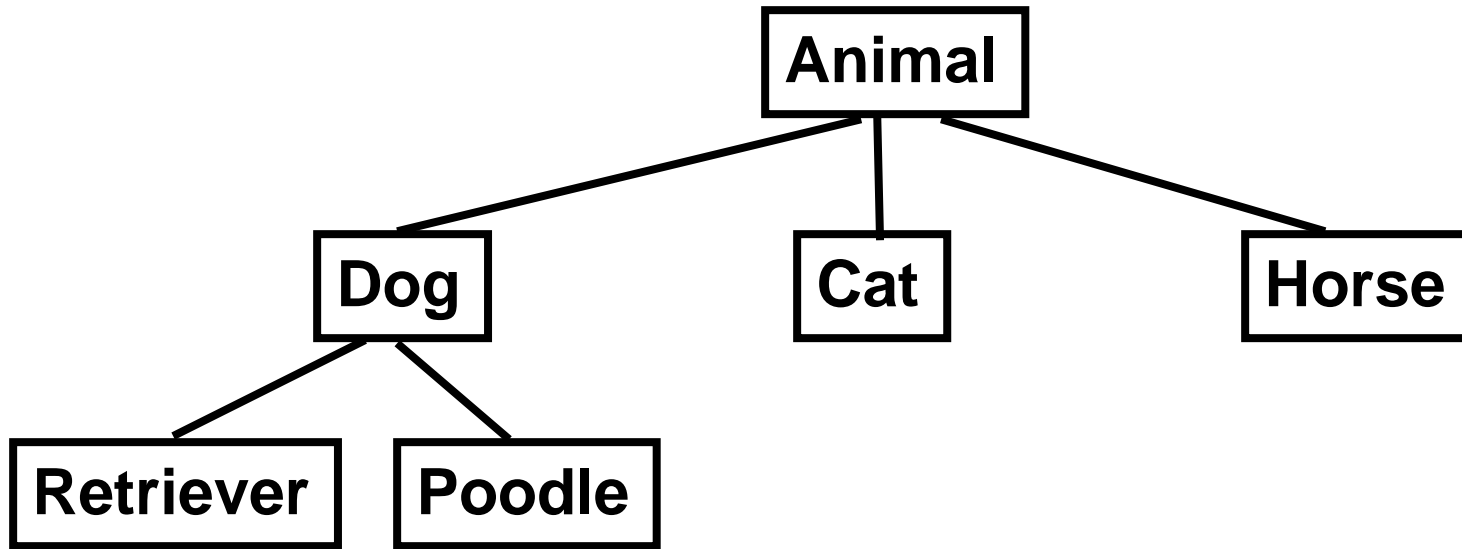 Animal
Dog
Cat
Horse
Retriever
Poodle